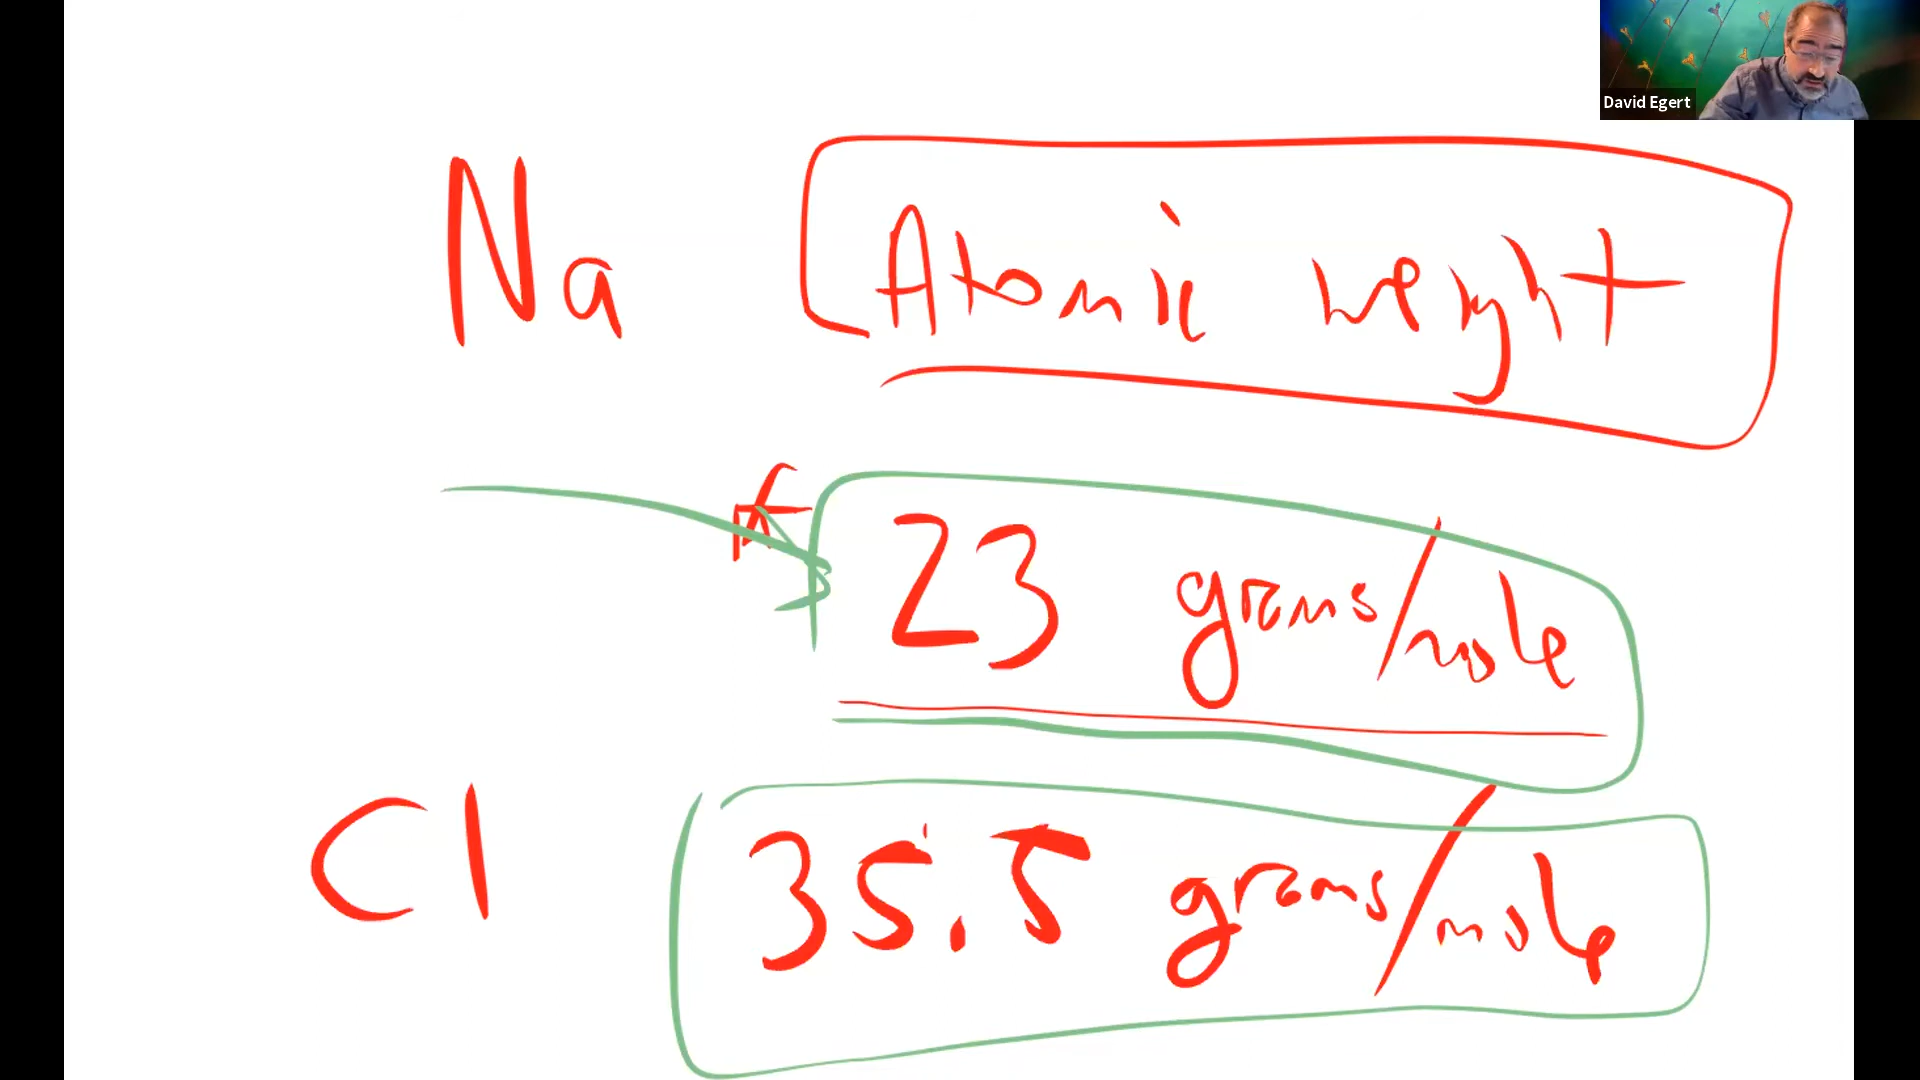 David Egert
Na Atomic weight
23 grams/mole
Cl 35.5 grams/mole